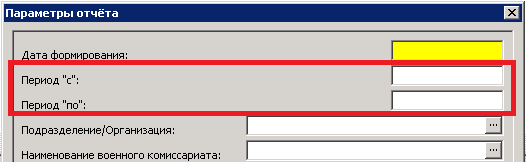 Параметры отчёта
Дата формирования:
Период "с":
Период "по":
Подразделение/Организация:
...
Наименование военного комиссариата:
...